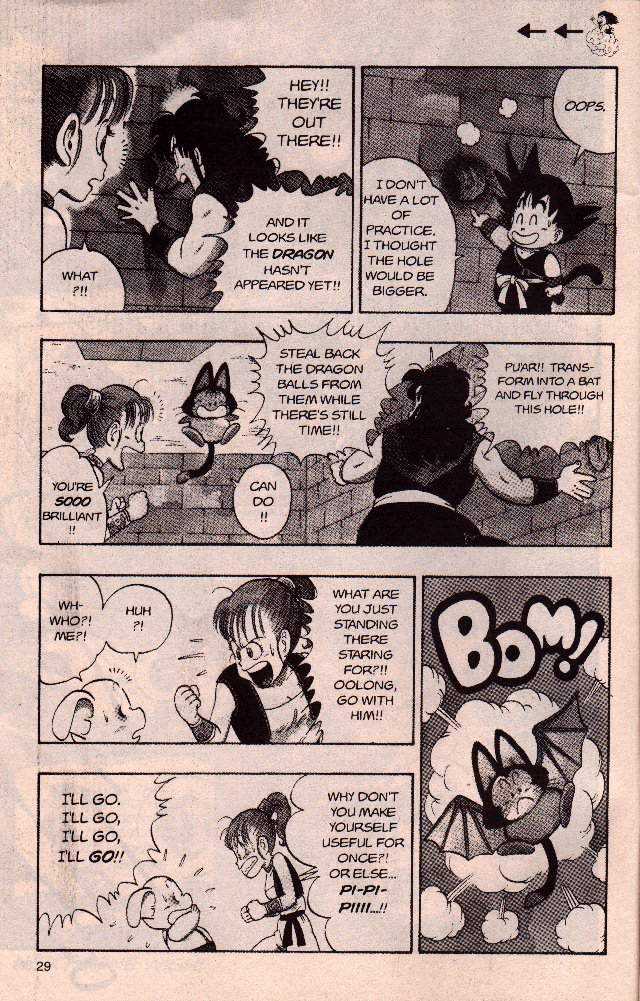 OOPS.
I DON'T
HAVE A LOT
OF
PRACTICE.
I THOUGHT
THE HOLE
WOULD BE
BIGGER.
HEY!!
THEY'RE
OUT
THERE!!
AND IT
LOOKS LIKE
THE DRAGON
HASN'T
APPEARED YET!!
WHAT
?!!
PU'AR!! TRANS-
FORM INTO A BAT
AND FLY THROUGH
THIS HOLE!!
STEAL BACK
THE DRAGON
BALLS FROM
THEM WHILE
THERE'S STILL
TIME!!
CAN
DO
!!
YOU'RE
SOOO
BRILLIANT
!!
BOM!!
WHAT ARE
YOU JUST
STANDING
THERE
STARING
FOR?!!
OOLONG,
GO WITH
HIM!!
HUH
?!
WH-
WHO?!
ME?!
WHY DON'T
YOU MAKE
YOURSELF
USEFUL FOR
ONCE?!
OR ELSE...
PI-PI-
PIIII...!!
I'LL GO.
I'LL GO,
I'LL GO,
I'LL GO!!
29